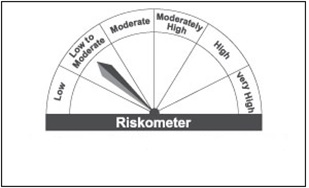 Low
Low to
Moderate
Moderate
Moderately
High
High
very High
Riskometer